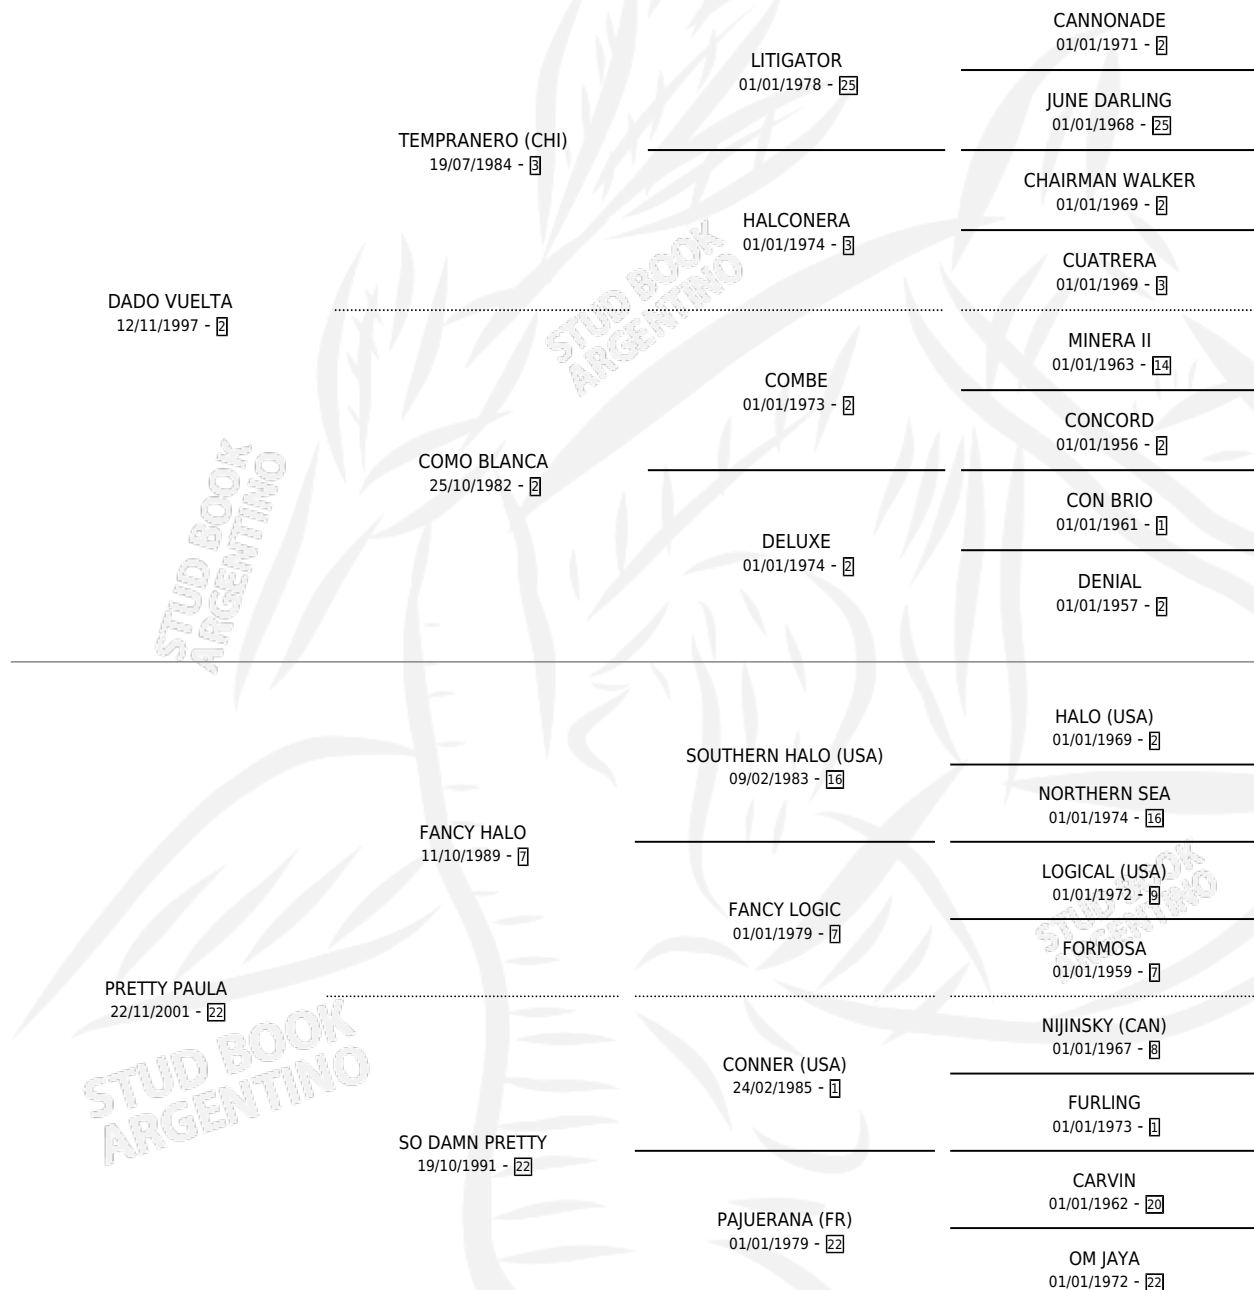 CANNONADE
01/01/1971 - 2
LITIGATOR
01/01/1978 - 25
JUNE DARLING
01/01/1968 - 25
TEMPRANERO (CHI)
19/07/1984 - 3
CHAIRMAN WALKER
01/01/1969 - 2
HALCONERA
01/01/1974 - 3
CUATRERA
01/01/1969 - 3
DADO VUELTA
12/11/1997 - 2
MINERA II
01/01/1963 - 14
COMBE
01/01/1973 - 2
CONCORD
01/01/1956 - 2
COMO BLANCA
25/10/1982 - 2
CON BRIO
01/01/1961 - 1
DELUXE
01/01/1974 - 2
DENIAL
01/01/1957 - 2
STUD BOOK
ARGENTINO
STUD BOOK
ARGENTINO
HALO (USA)
01/01/1969 - 2
SOUTHERN HALO (USA)
09/02/1983 - 16
NORTHERN SEA
01/01/1974 - 16
FANCY HALO
11/10/1989 - 7
LOGICAL (USA)
01/01/1972 - 9
FANCY LOGIC
01/01/1979 - 7
FORMOSA
01/01/1959 - 7
PRETTY PAULA
22/11/2001 - 22
NIJINSKY (CAN)
01/01/1967 - 8
CONNER (USA)
24/02/1985 - 1
FURLING
01/01/1973 - 1
SO DAMN PRETTY
19/10/1991 - 22
CARVIN
01/01/1962 - 20
PAJUERANA (FR)
01/01/1979 - 22
OM JAYA
01/01/1972 - 22
STUD BOOK
ARGENTINO
STUD BOOK
ARGENTINO